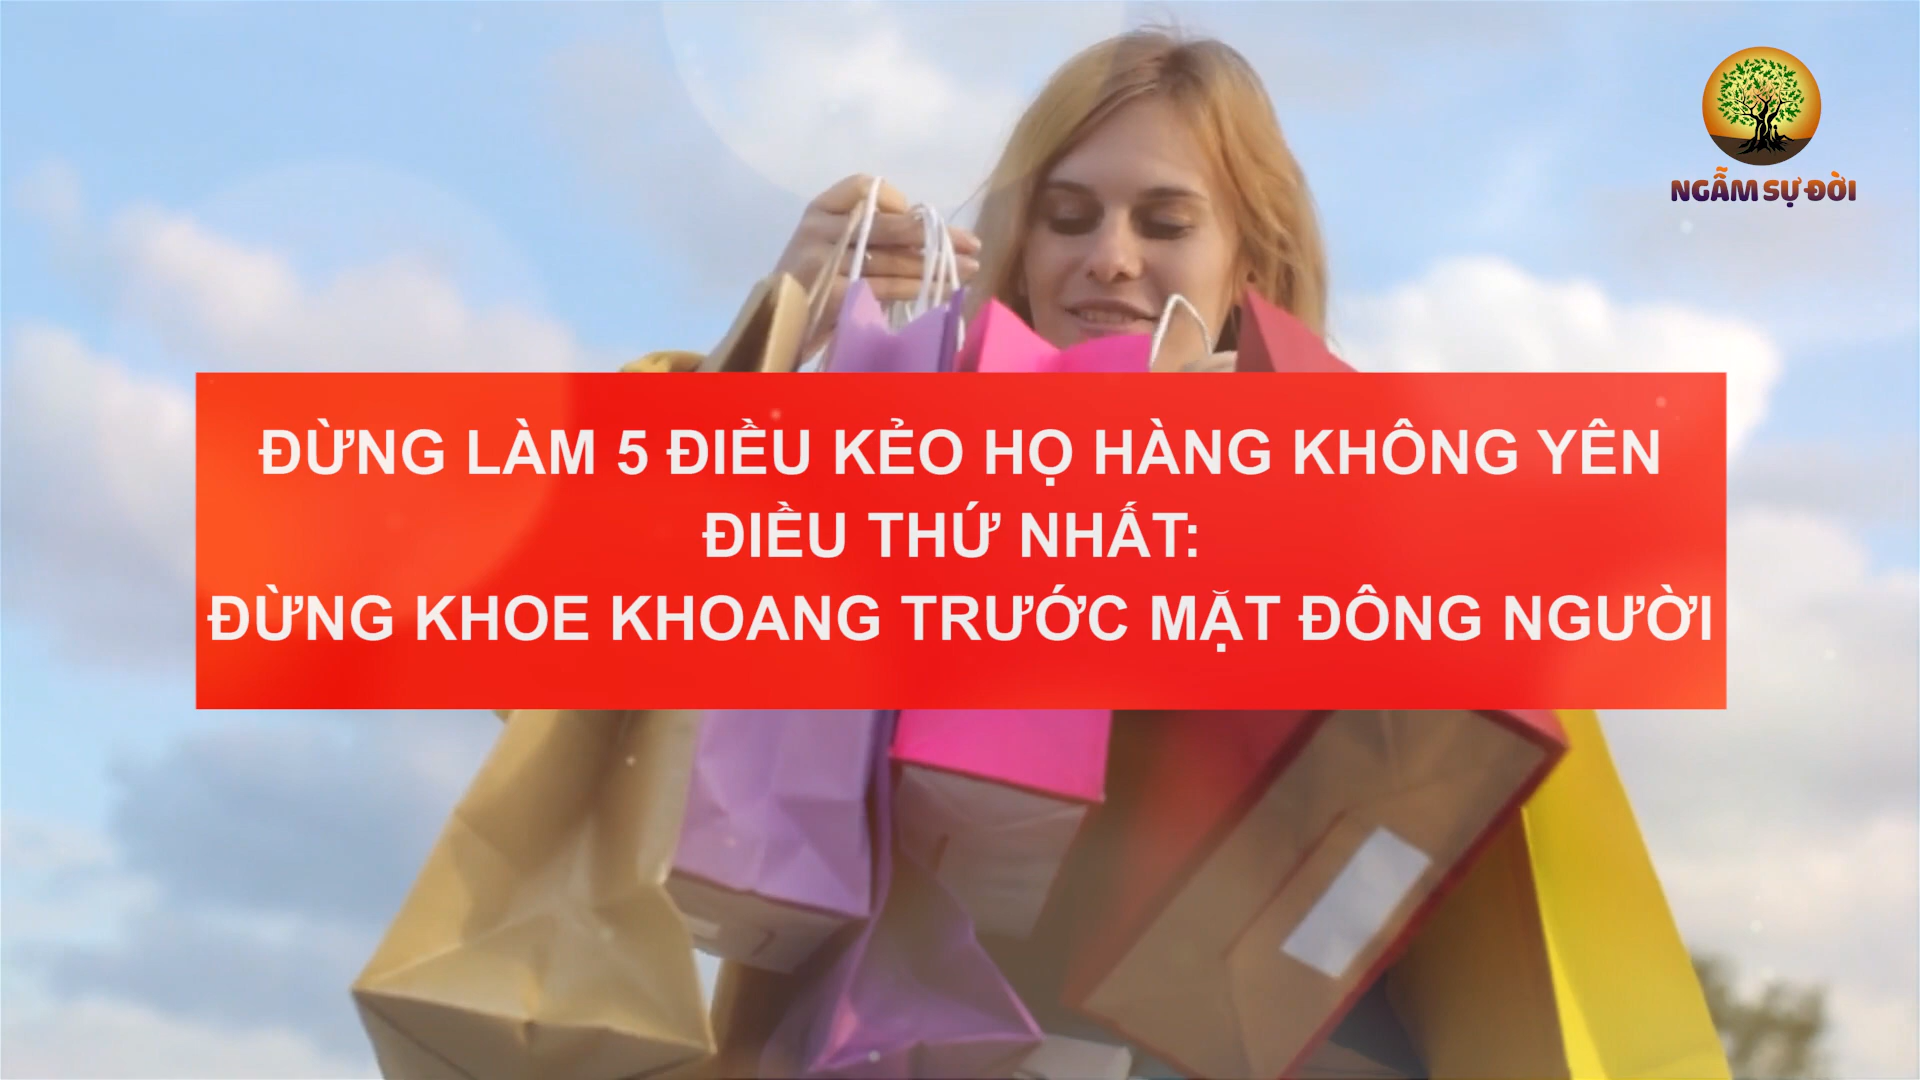 NGẪM SỰ ĐỜI
ĐỪNG LÀM 5 ĐIỀU KẺO HỌ HÀNG KHÔNG YÊN
ĐIỀU THỨ NHẤT:
ĐỪNG KHOE KHOANG TRƯỚC MẶT ĐÔNG NGƯỜI